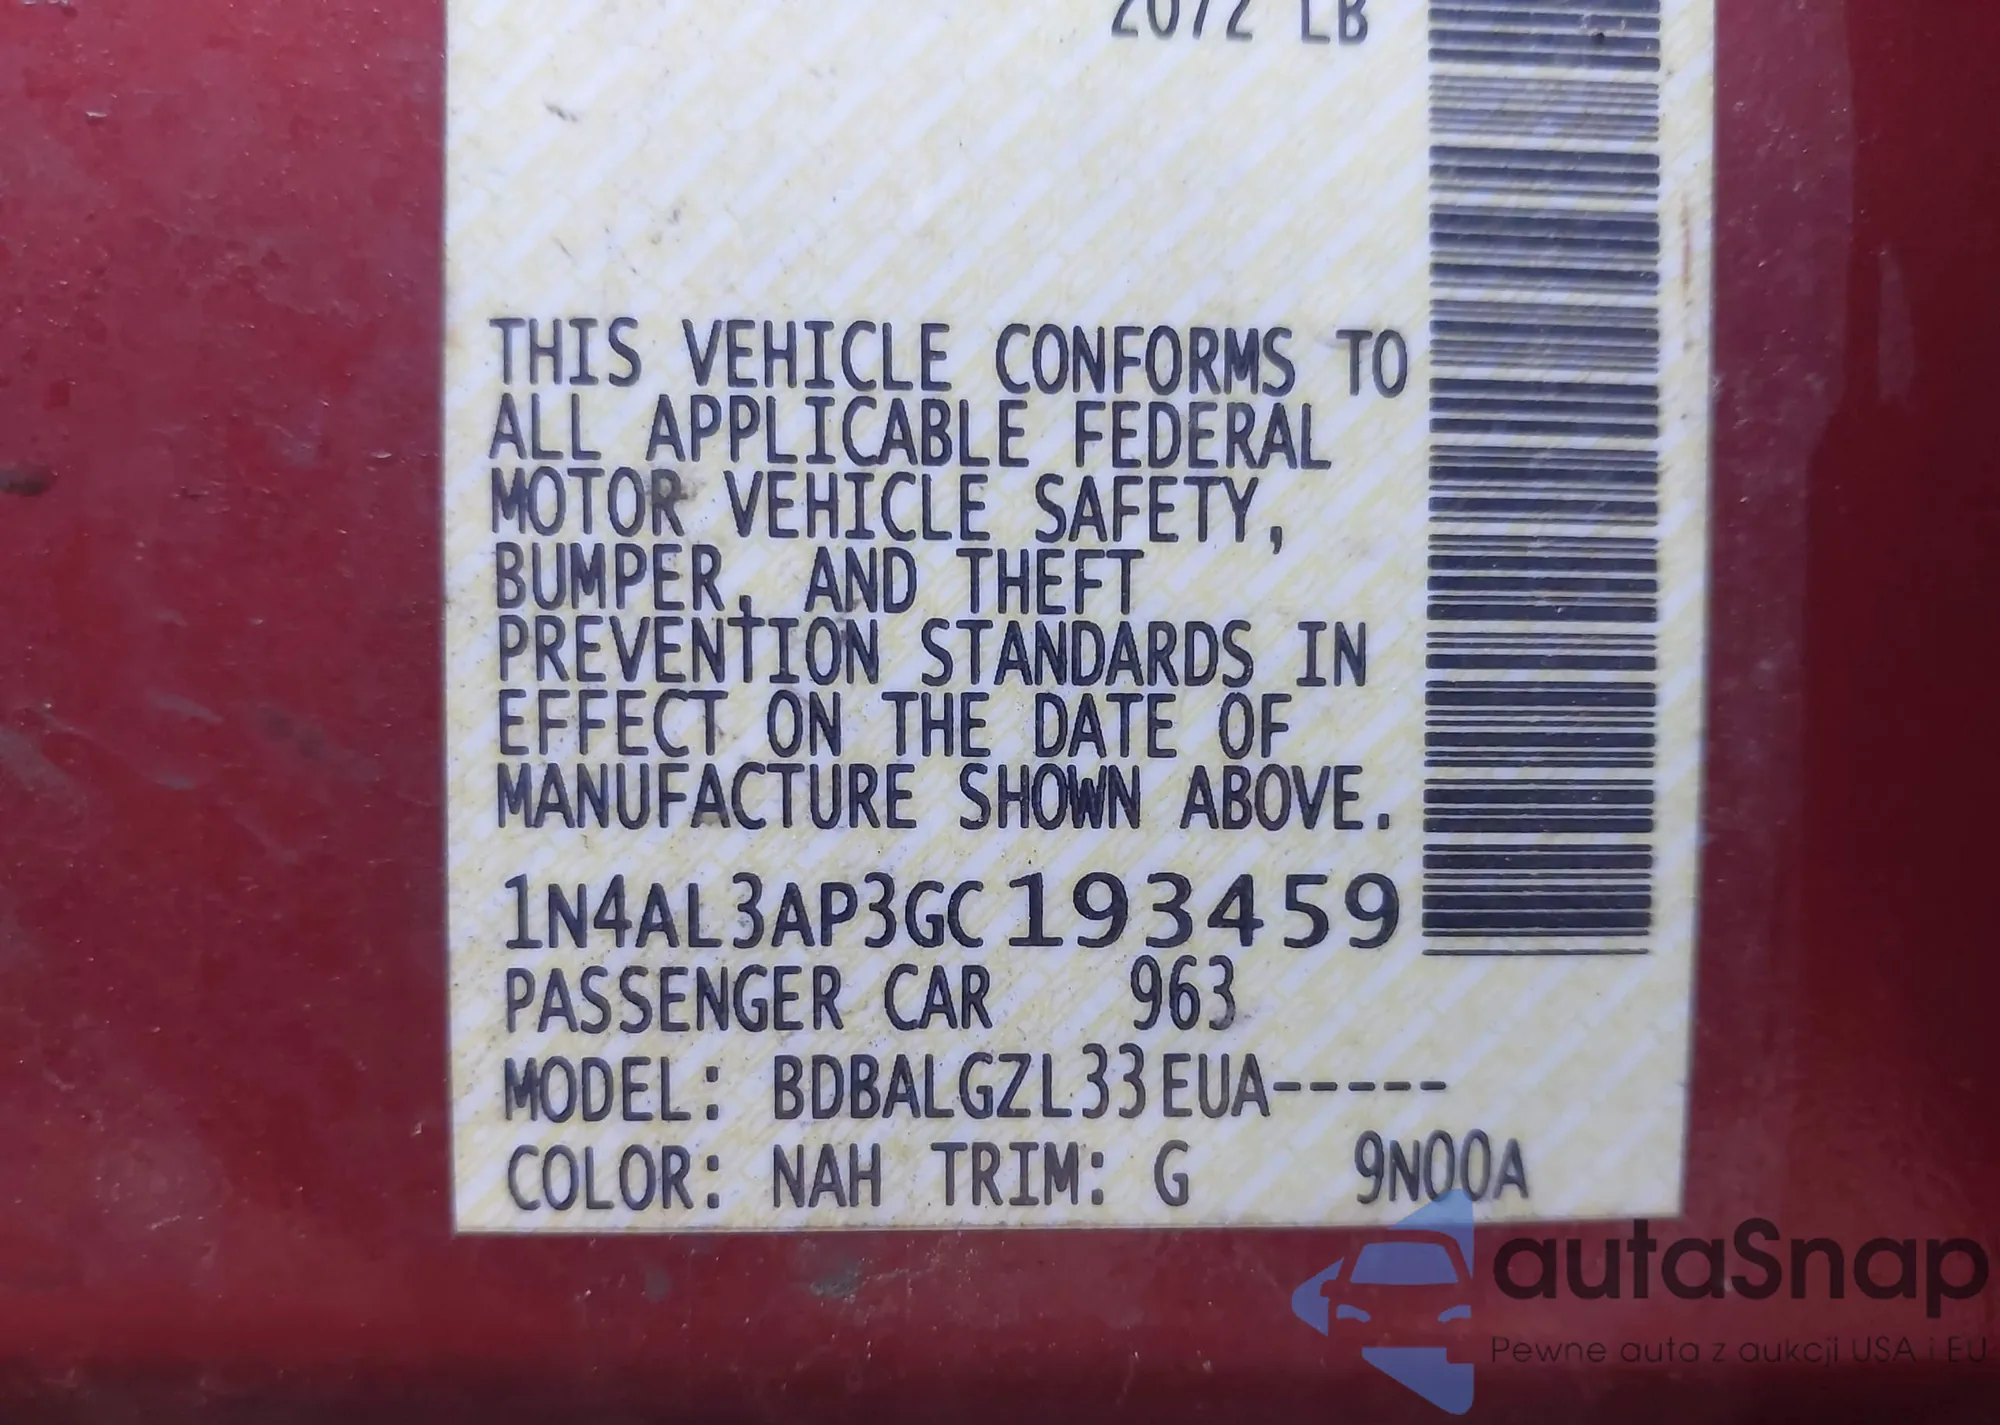 2072 LB
THIS VEHICLE CONFORMS TO
ALL APPLICABLE FEDERAL
MOTOR VEHICLE SAFETY,
BUMPER, AND THEFT
PREVENTION STANDARDS IN
EFFECT ON THE DATE OF
MANUFACTURE SHOWN ABOVE.
1N4AL3AP3GC193459
PASSENGER CAR 963
MODEL: BDBALGZL33EUA-----
COLOR: NAH TRIM: G 9N00A
autaSnap
Pewne auta z aukcji USA i EU